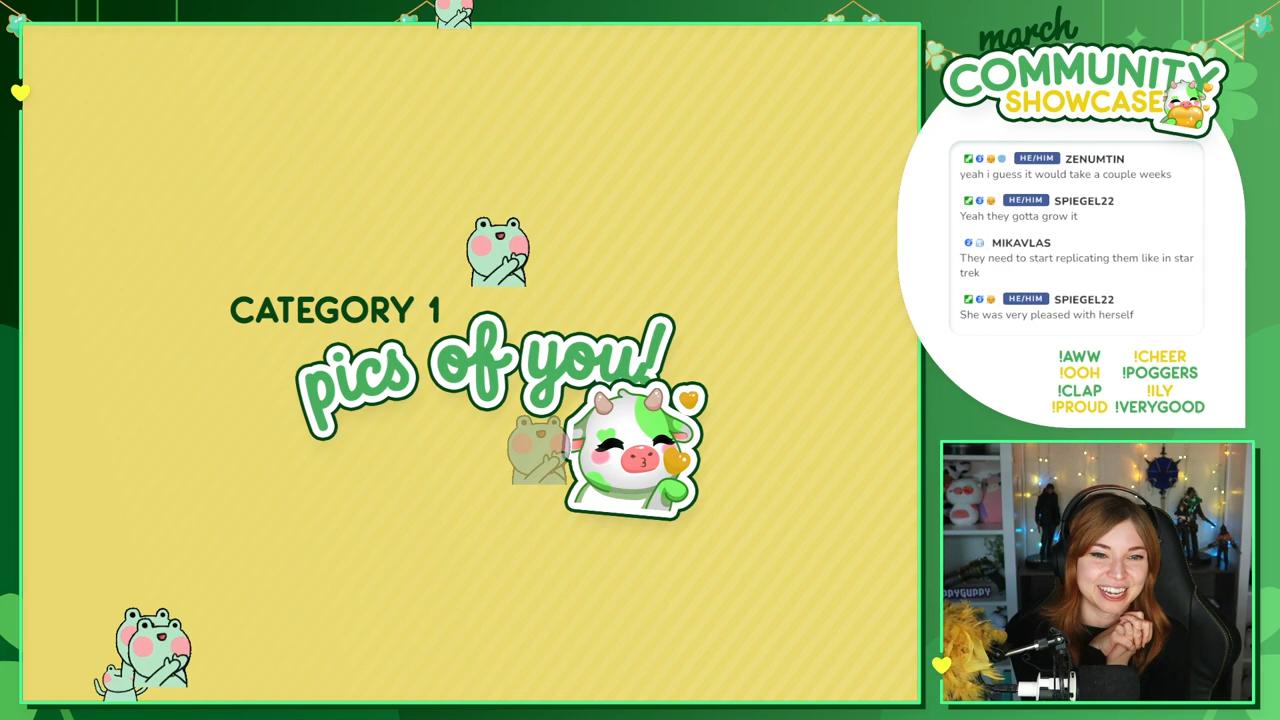 march
COMMUNITY
SHOWCASE
HE/HIM ZENUMTIN
yeah i guess it would take a couple weeks
HE/HIM SPIEGEL22
Yeah they gotta grow it
MIKAVLAS
They need to start replicating them like in star
trek
HE/HIM SPIEGEL22
She was very pleased with herself
!AWW !CHEER
!OOH !POGGERS
!CLAP !ILY
!PROUD !VERYGOOD
CATEGORY 1
pics of you!